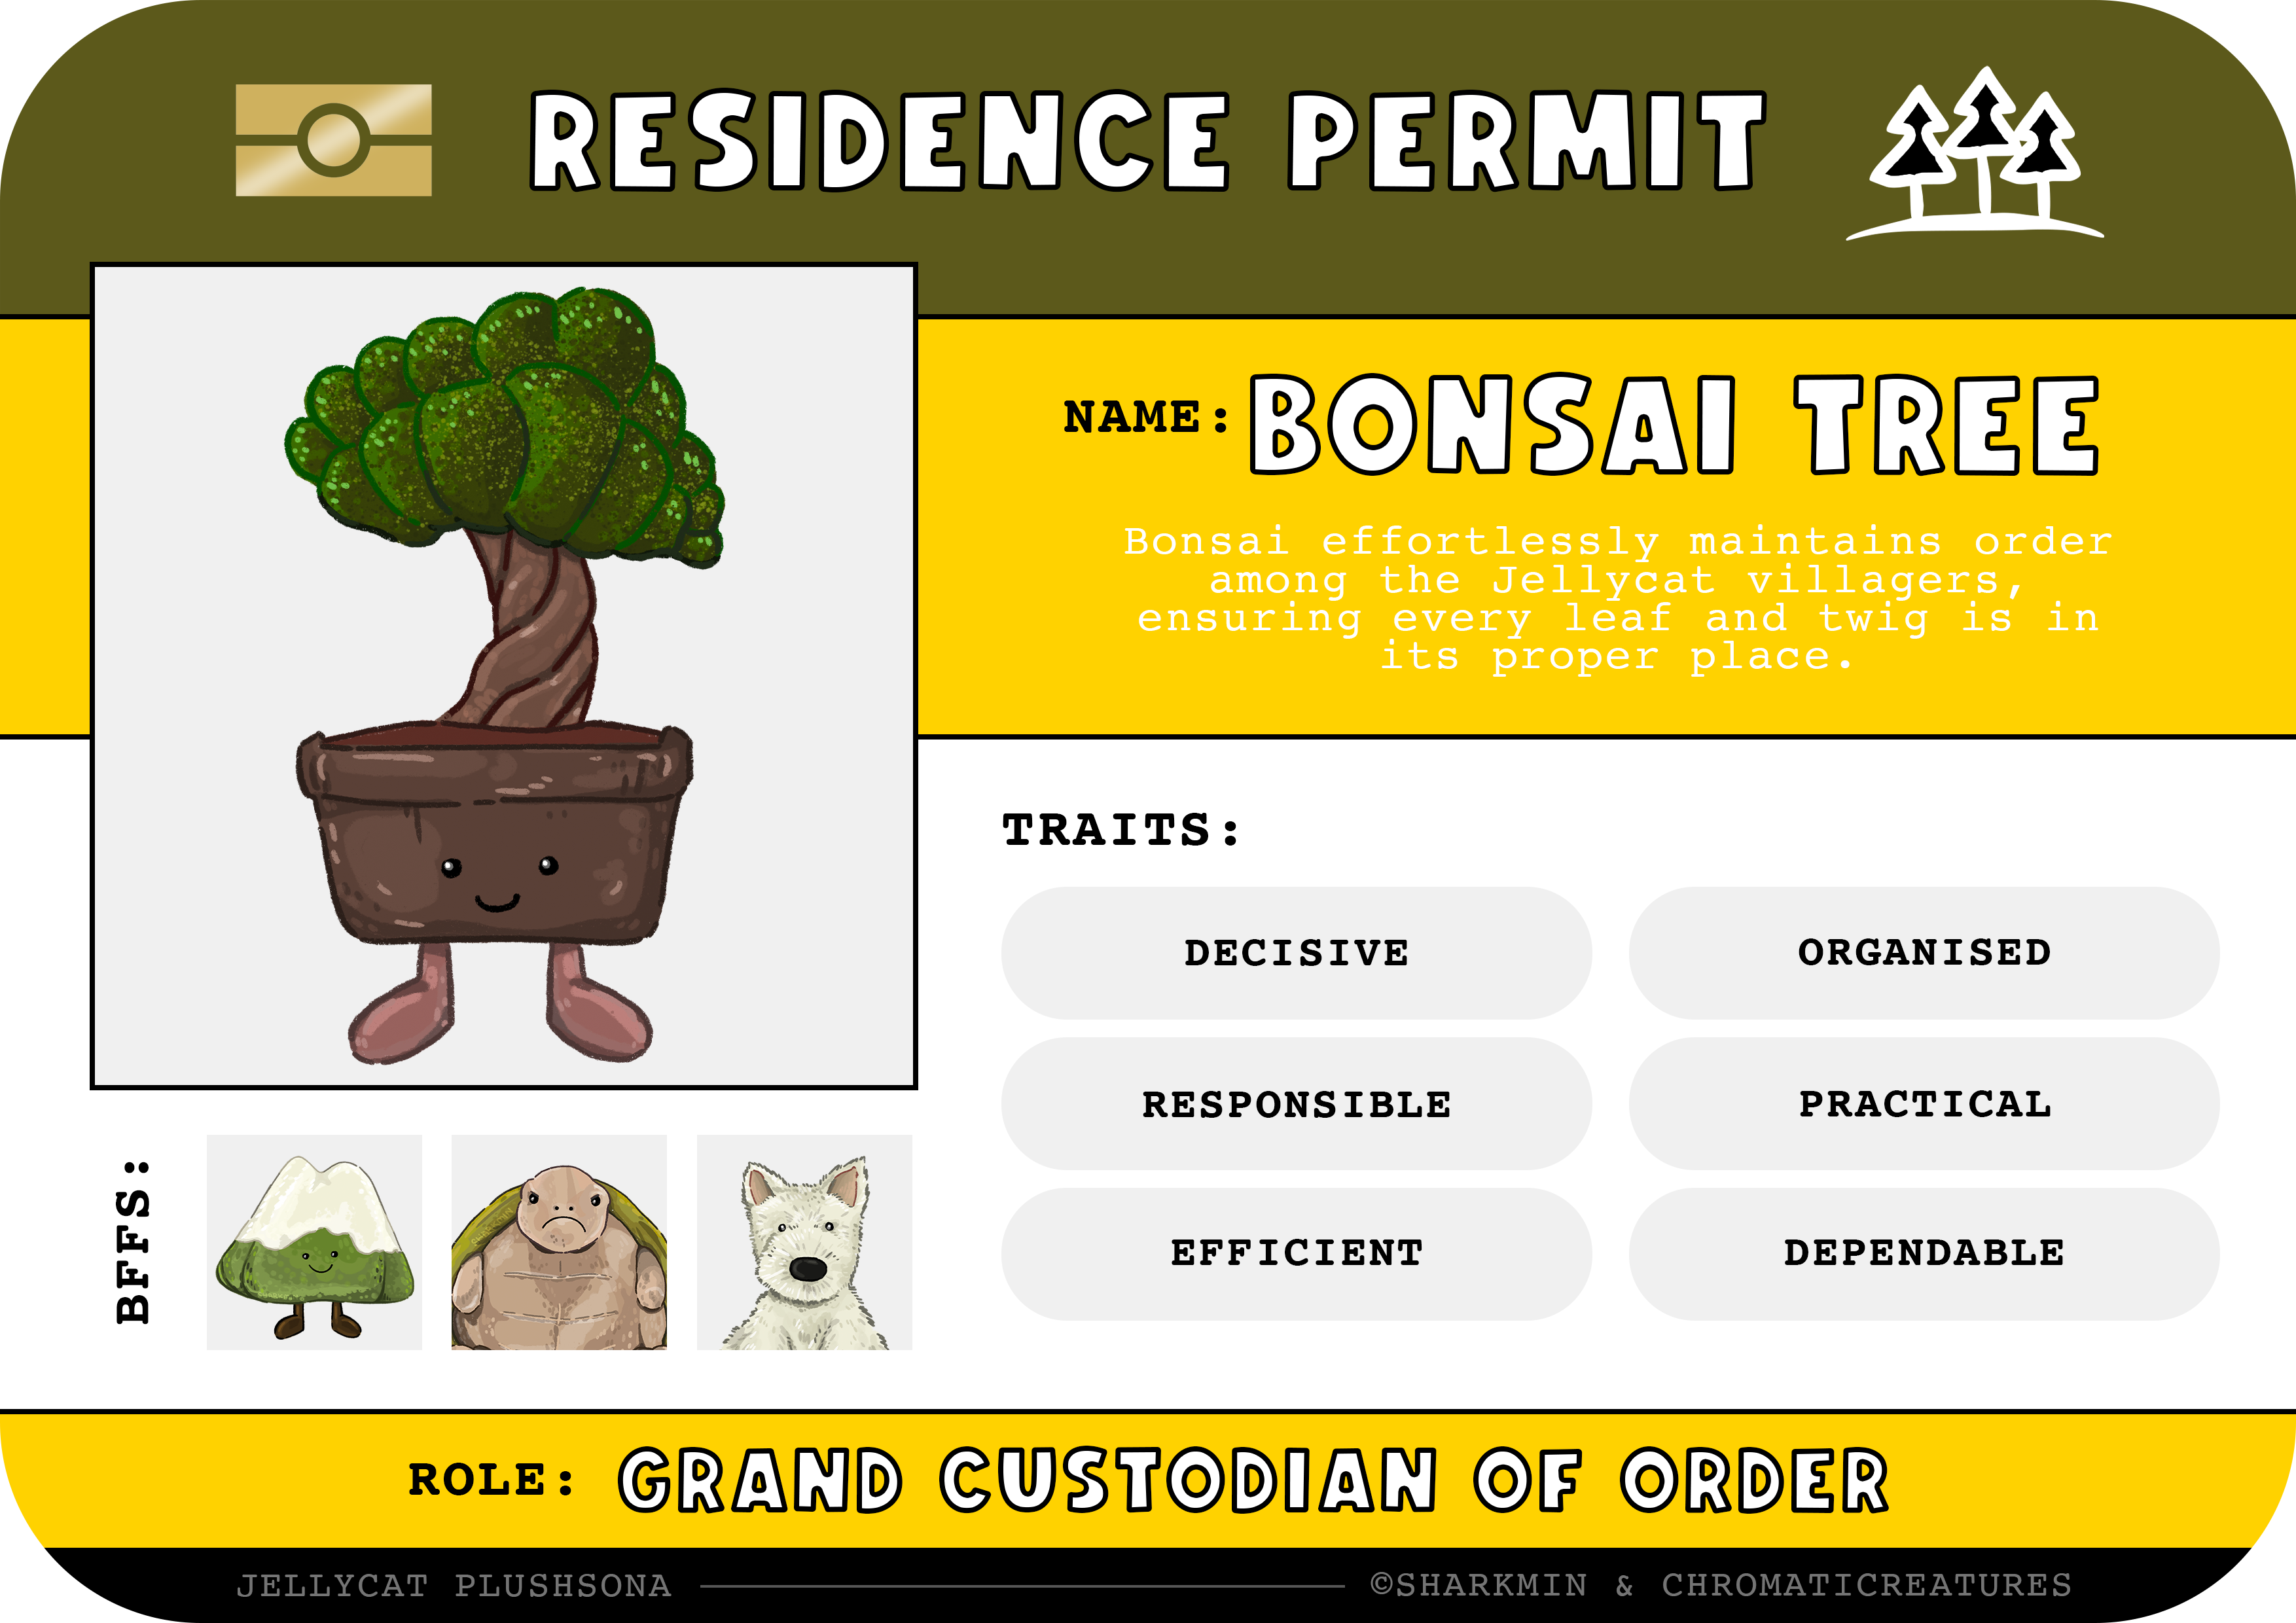 RESIDENCE PERMIT
NAME: BONSAI TREE
Bonsai effortlessly maintains order
among the Jellycat villagers,
ensuring every leaf and twig is in
its proper place.
TRAITS:
DECISIVE
ORGANISED
RESPONSIBLE
PRACTICAL
EFFICIENT
DEPENDABLE
BFFS:
ROLE: GRAND CUSTODIAN OF ORDER
JELLYCAT PLUSHSONA
©SHARKMIN & CHROMATICREATURES